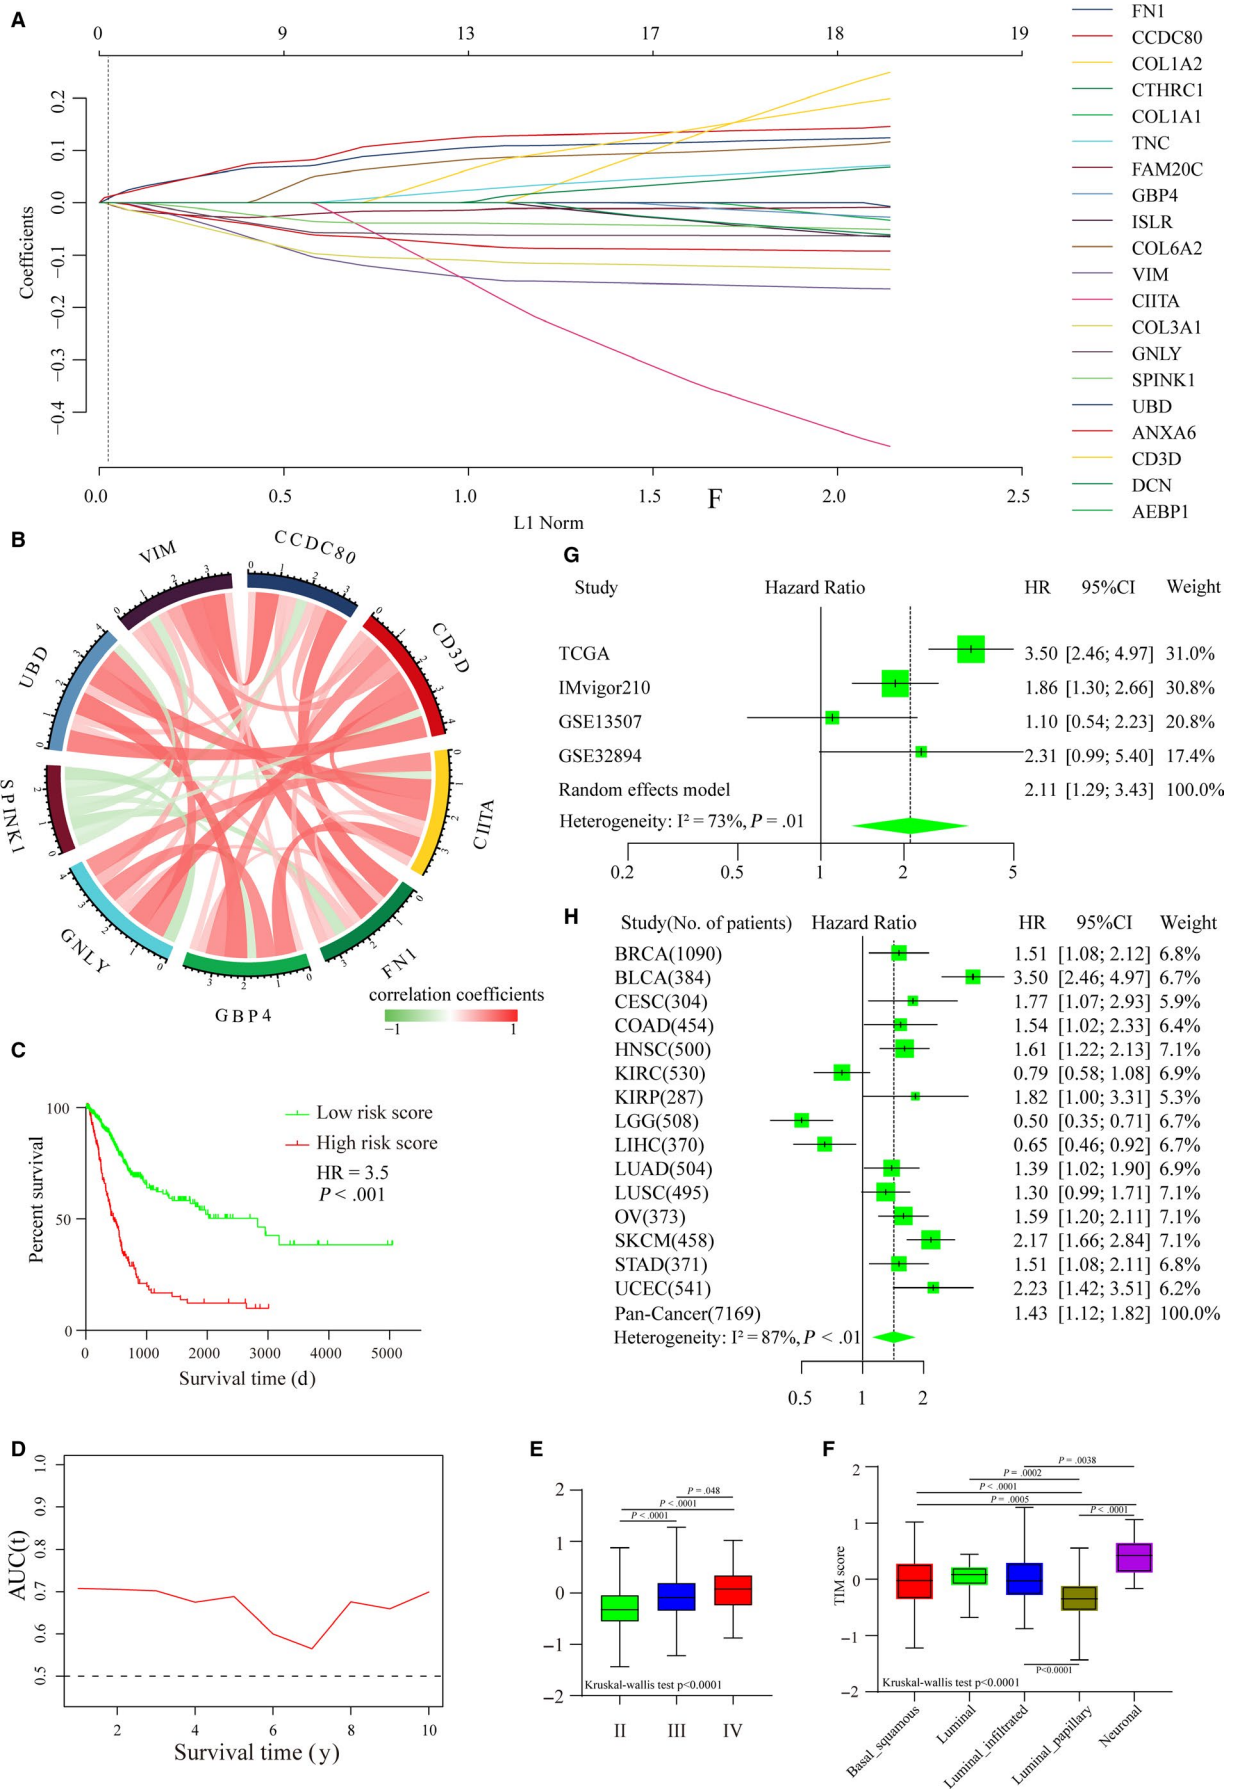 A
0 9 13 17 18 19
Coefficients
0.2
0.1
0.0
−0.1
−0.2
−0.3
−0.4
0.0 0.5 1.0 1.5 2.0 2.5
L1 Norm
F
FN1
CCDC80
COL1A2
CTHRC1
COL1A1
TNC
FAM20C
GBP4
ISLR
COL6A2
VIM
CIITA
COL3A1
GNLY
SPINK1
UBD
ANXA6
CD3D
DCN
AEBP1
B
VIM
CCDC80
CD3D
CIITA
FN1
GBP4
GNLY
SPINK1
UBD
correlation coefficients
−1 1
C
Percent survival
100
50
0
0 1000 2000 3000 4000 5000
Survival time (d)
Low risk score
High risk score
HR = 3.5
P < .001
G
Study Hazard Ratio HR 95%CI Weight
TCGA 3.50 [2.46; 4.97] 31.0%
IMvigor210 1.86 [1.30; 2.66] 30.8%
GSE13507 1.10 [0.54; 2.23] 20.8%
GSE32894 2.31 [0.99; 5.40] 17.4%
Random effects model 2.11 [1.29; 3.43] 100.0%
Heterogeneity: I² = 73%, P = .01
0.2 0.5 1 2 5
H
Study(No. of patients) Hazard Ratio HR 95%CI Weight
BRCA(1090) 1.51 [1.08; 2.12] 6.8%
BLCA(384) 3.50 [2.46; 4.97] 6.7%
CESC(304) 1.77 [1.07; 2.93] 5.9%
COAD(454) 1.54 [1.02; 2.33] 6.4%
HNSC(500) 1.61 [1.22; 2.13] 7.1%
KIRC(530) 0.79 [0.58; 1.08] 6.9%
KIRP(287) 1.82 [1.00; 3.31] 5.3%
LGG(508) 0.50 [0.35; 0.71] 6.7%
LIHC(370) 0.65 [0.46; 0.92] 6.7%
LUAD(504) 1.39 [1.02; 1.90] 6.9%
LUSC(495) 1.30 [0.99; 1.71] 7.1%
OV(373) 1.59 [1.20; 2.11] 7.1%
SKCM(458) 2.17 [1.66; 2.84] 7.1%
STAD(371) 1.51 [1.08; 2.11] 6.8%
UCEC(541) 2.23 [1.42; 3.51] 6.2%
Pan-Cancer(7169) 1.43 [1.12; 1.82] 100.0%
Heterogeneity: I² = 87%, P < .01
0.5 1 2
D
AUC(t)
1.0
0.9
0.8
0.7
0.6
0.5
2 4 6 8 10
Survival time (y)
E
2
1
0
−1
−2
P = .048
P < .0001
P < .0001
Kruskal-wallis test p<0.0001
II III IV
F
TIM score
2
1
0
−1
−2
P = .0038
P = .0002
P < .0001
P = .0005
P < .0001
P<0.0001
Kruskal-wallis test p<0.0001
Basal_squamous
Luminal
Luminal_infiltrated
Luminal_papillary
Neuronal